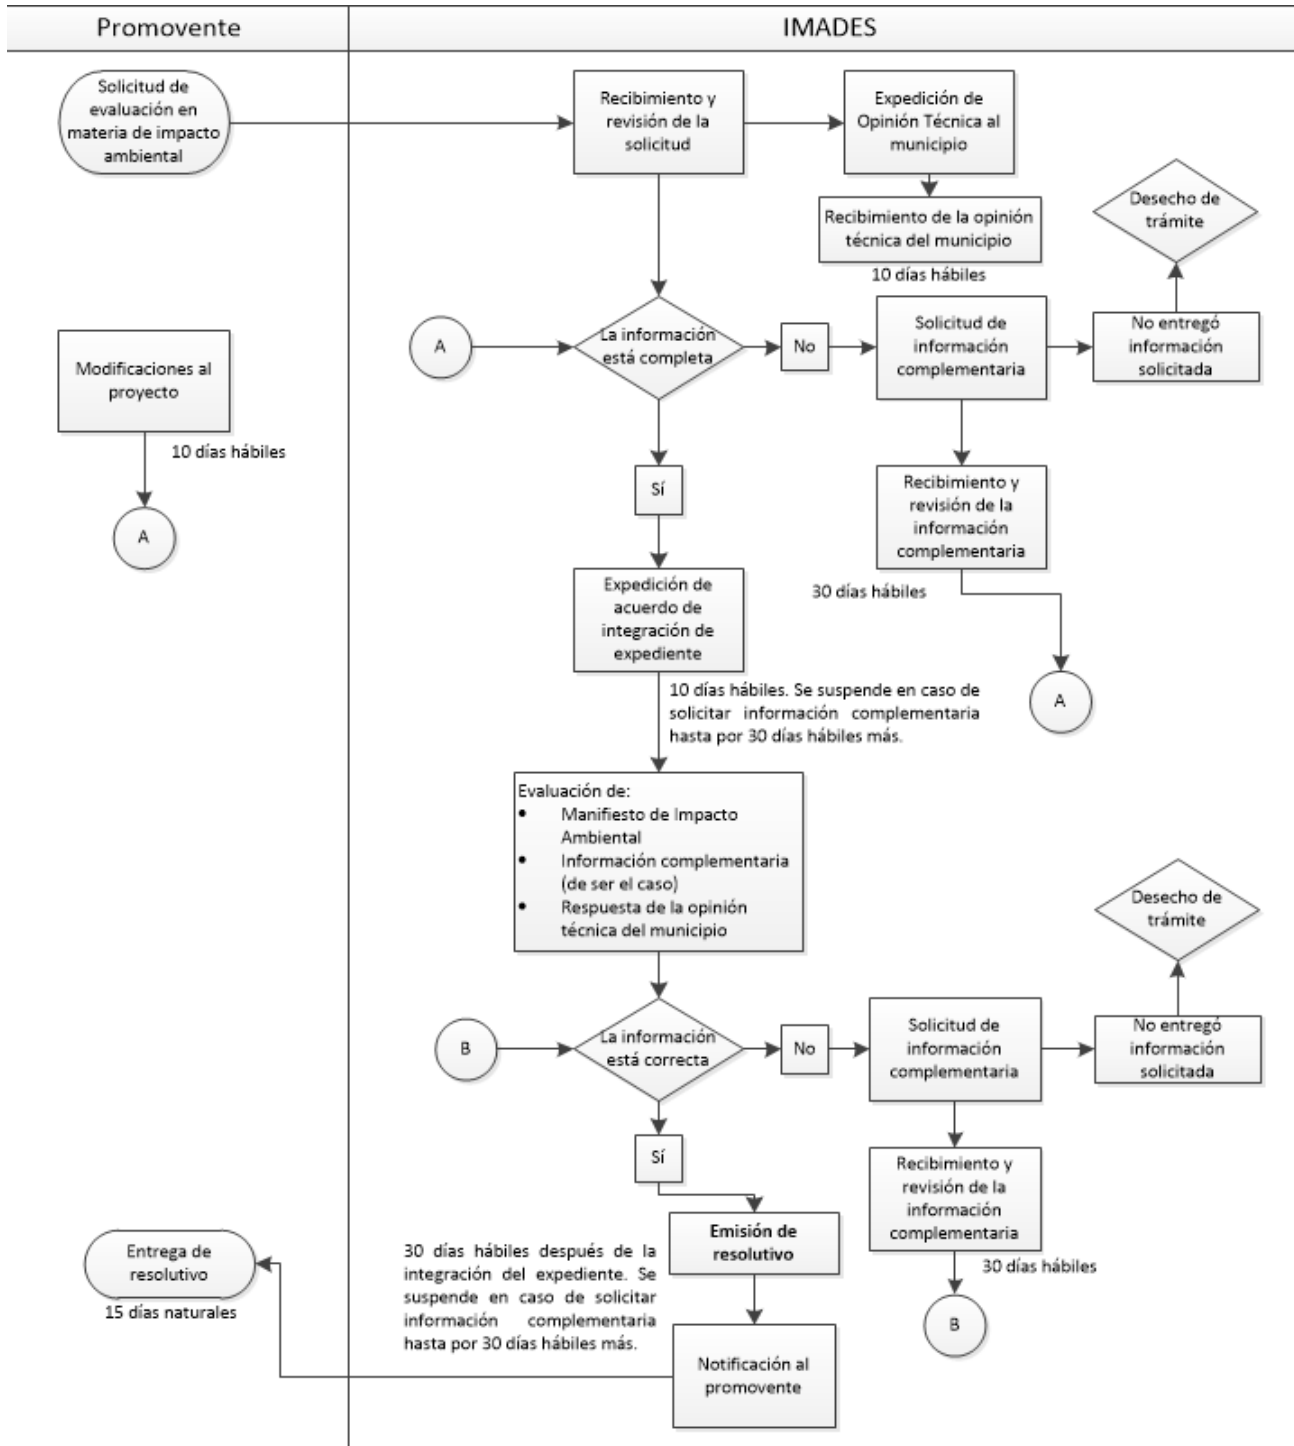 Promovente
IMADES
Solicitud de
evaluación en
materia de impacto
ambiental
Recibimiento y
revisión de la
solicitud
Expedición de
Opinión Técnica al
municipio
Recibimiento de la opinión
técnica del municipio
10 días hábiles
Desecho de
trámite
A
La información
está completa
No
Solicitud de
información
complementaria
No entregó
información
solicitada
Modificaciones al
proyecto
10 días hábiles
A
Sí
Recibimiento y
revisión de la
información
complementaria
30 días hábiles
A
Expedición de
acuerdo de
integración de
expediente
10 días hábiles. Se suspende en caso de
solicitar información complementaria
hasta por 30 días hábiles más.
Evaluación de:
• Manifiesto de Impacto
Ambiental
• Información complementaria
(de ser el caso)
• Respuesta de la opinión
técnica del municipio
Desecho de
trámite
B
La información
está correcta
No
Solicitud de
información
complementaria
No entregó
información
solicitada
Sí
Recibimiento y
revisión de la
información
complementaria
30 días hábiles
B
Emisión de
resolutivo
30 días hábiles después de la
integración del expediente. Se
suspende en caso de solicitar
información complementaria
hasta por 30 días hábiles más.
Notificación al
promovente
Entrega de
resolutivo
15 días naturales